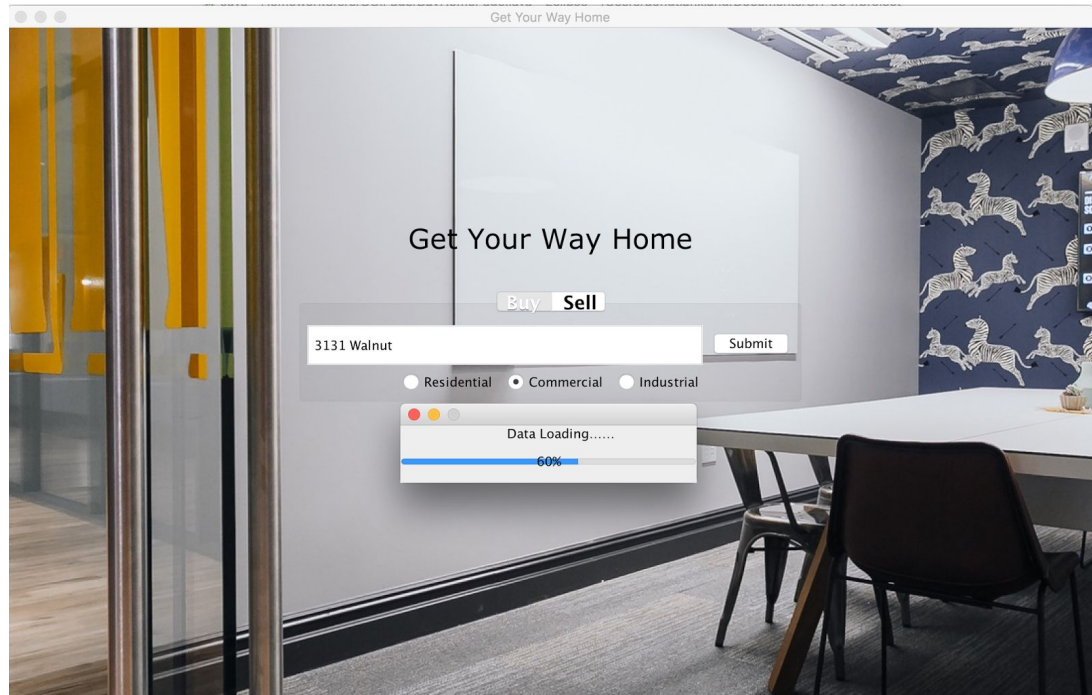 Get Your Way Home
Get Your Way Home
Buy Sell
3131 Walnut
Submit
Residential Commercial Industrial
Data Loading......
60%